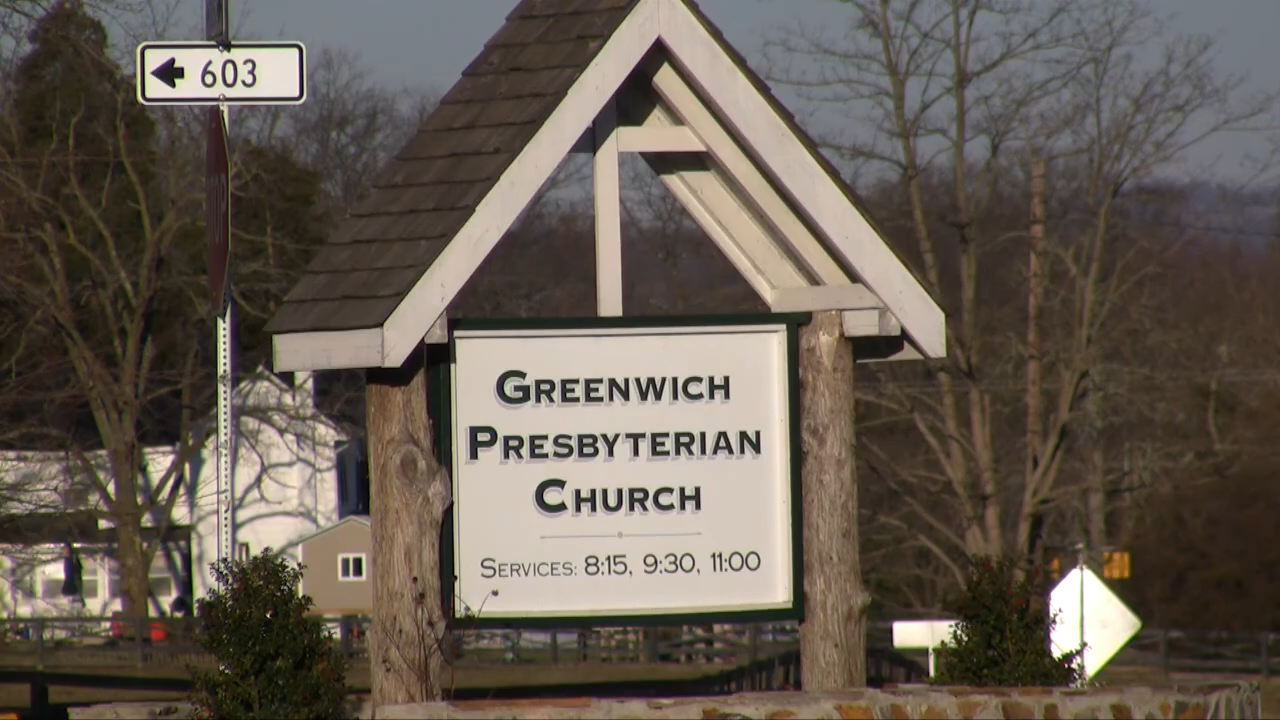 603
GREENWICH
PRESBYTERIAN
CHURCH
SERVICES: 8:15, 9:30, 11:00